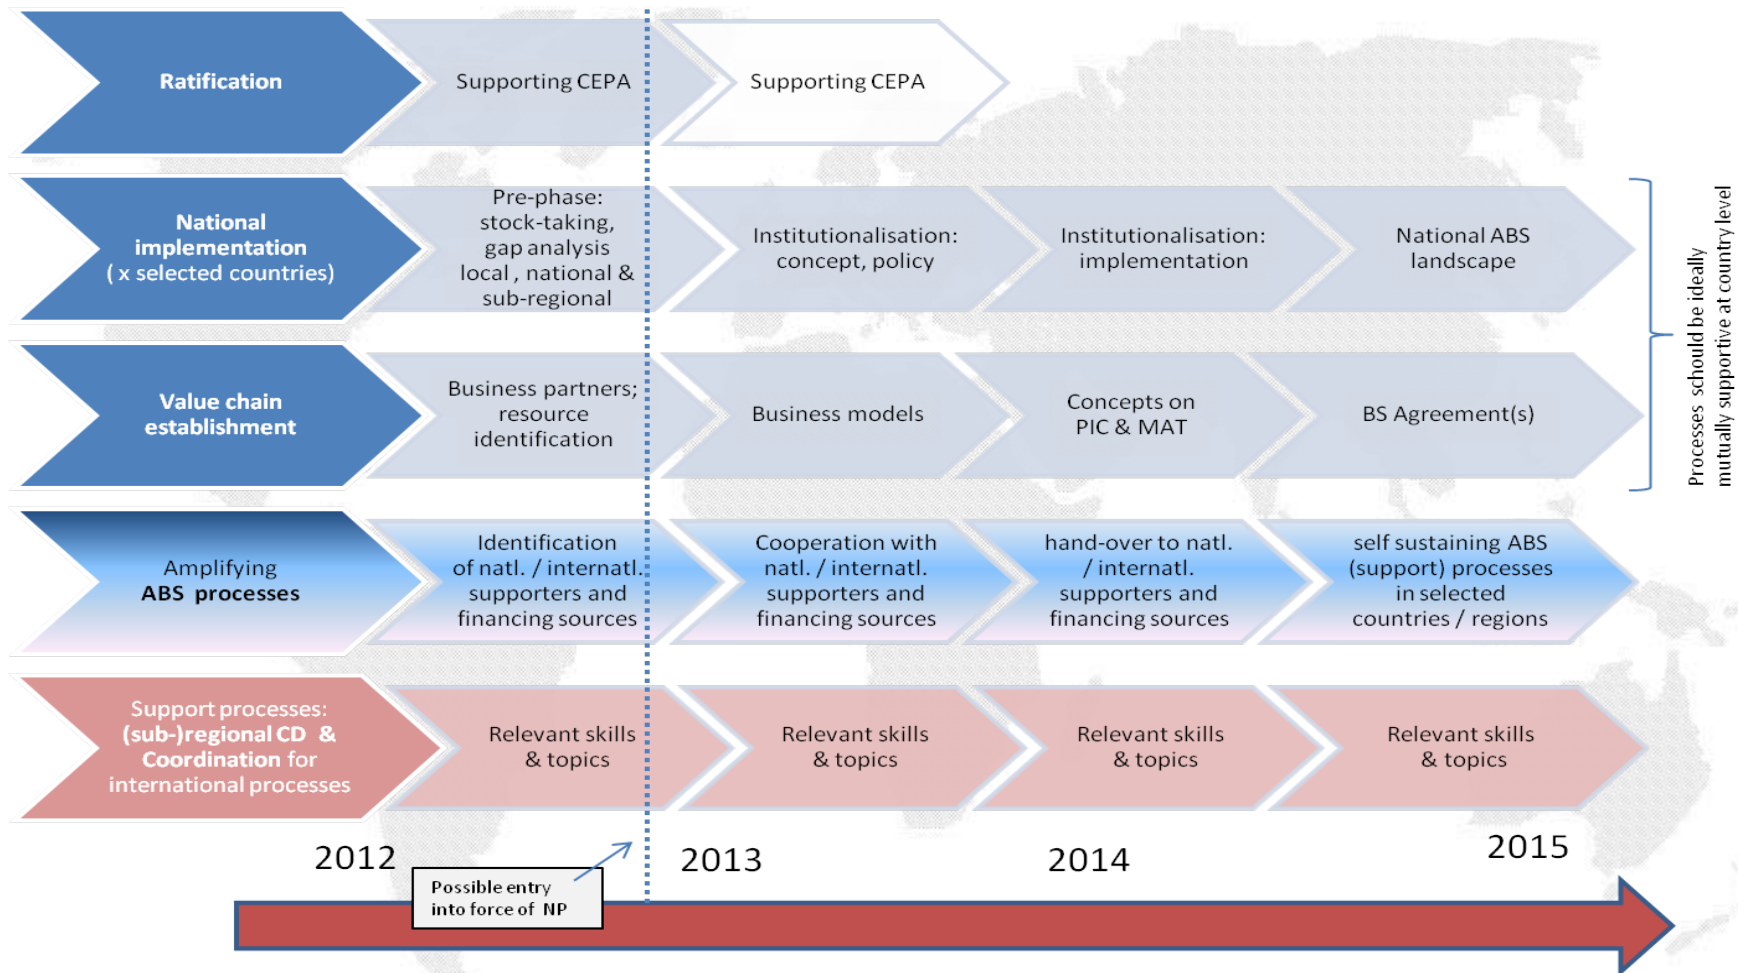 Ratification
Supporting CEPA
Supporting CEPA
National
implementation
( x selected countries)
Pre-phase:
stock-taking,
gap analysis
local , national &
sub-regional
Institutionalisation:
concept, policy
Institutionalisation:
implementation
National ABS
landscape
Value chain
establishment
Business partners;
resource
identification
Business models
Concepts on
PIC & MAT
BS Agreement(s)
Processes schould be ideally
mutually supportive at country level
Amplifying
ABS processes
Identification
of natl. / internatl.
supporters and
financing sources
Cooperation with
natl. / internatl.
supporters and
financing sources
hand-over to natl.
/ internatl.
supporters and
financing sources
self sustaining ABS
(support) processes
in selected
countries / regions
Support processes:
(sub-)regional CD &
Coordination for
international processes
Relevant skills
& topics
Relevant skills
& topics
Relevant skills
& topics
Relevant skills
& topics
2012
2013
2014
2015
Possible entry
into force of NP